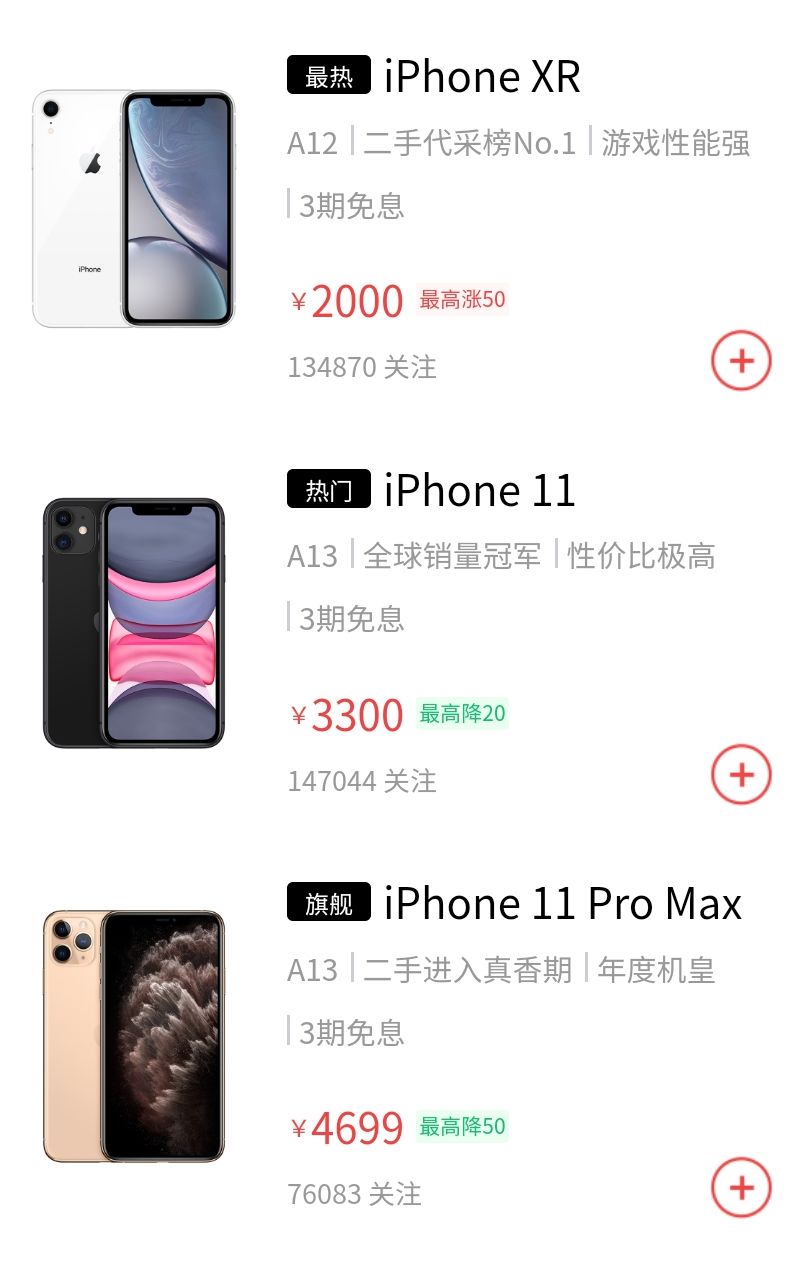 最热 iPhone XR
A12 | 二手代采榜No.1 | 游戏性能强
| 3期免息
iPhone
¥2000 最高涨50
134870 关注
热门 iPhone 11
A13 | 全球销量冠军 | 性价比极高
| 3期免息
¥3300 最高降20
147044 关注
旗舰 iPhone 11 Pro Max
A13 | 二手进入真香期 | 年度机皇
| 3期免息
¥4699 最高降50
76083 关注